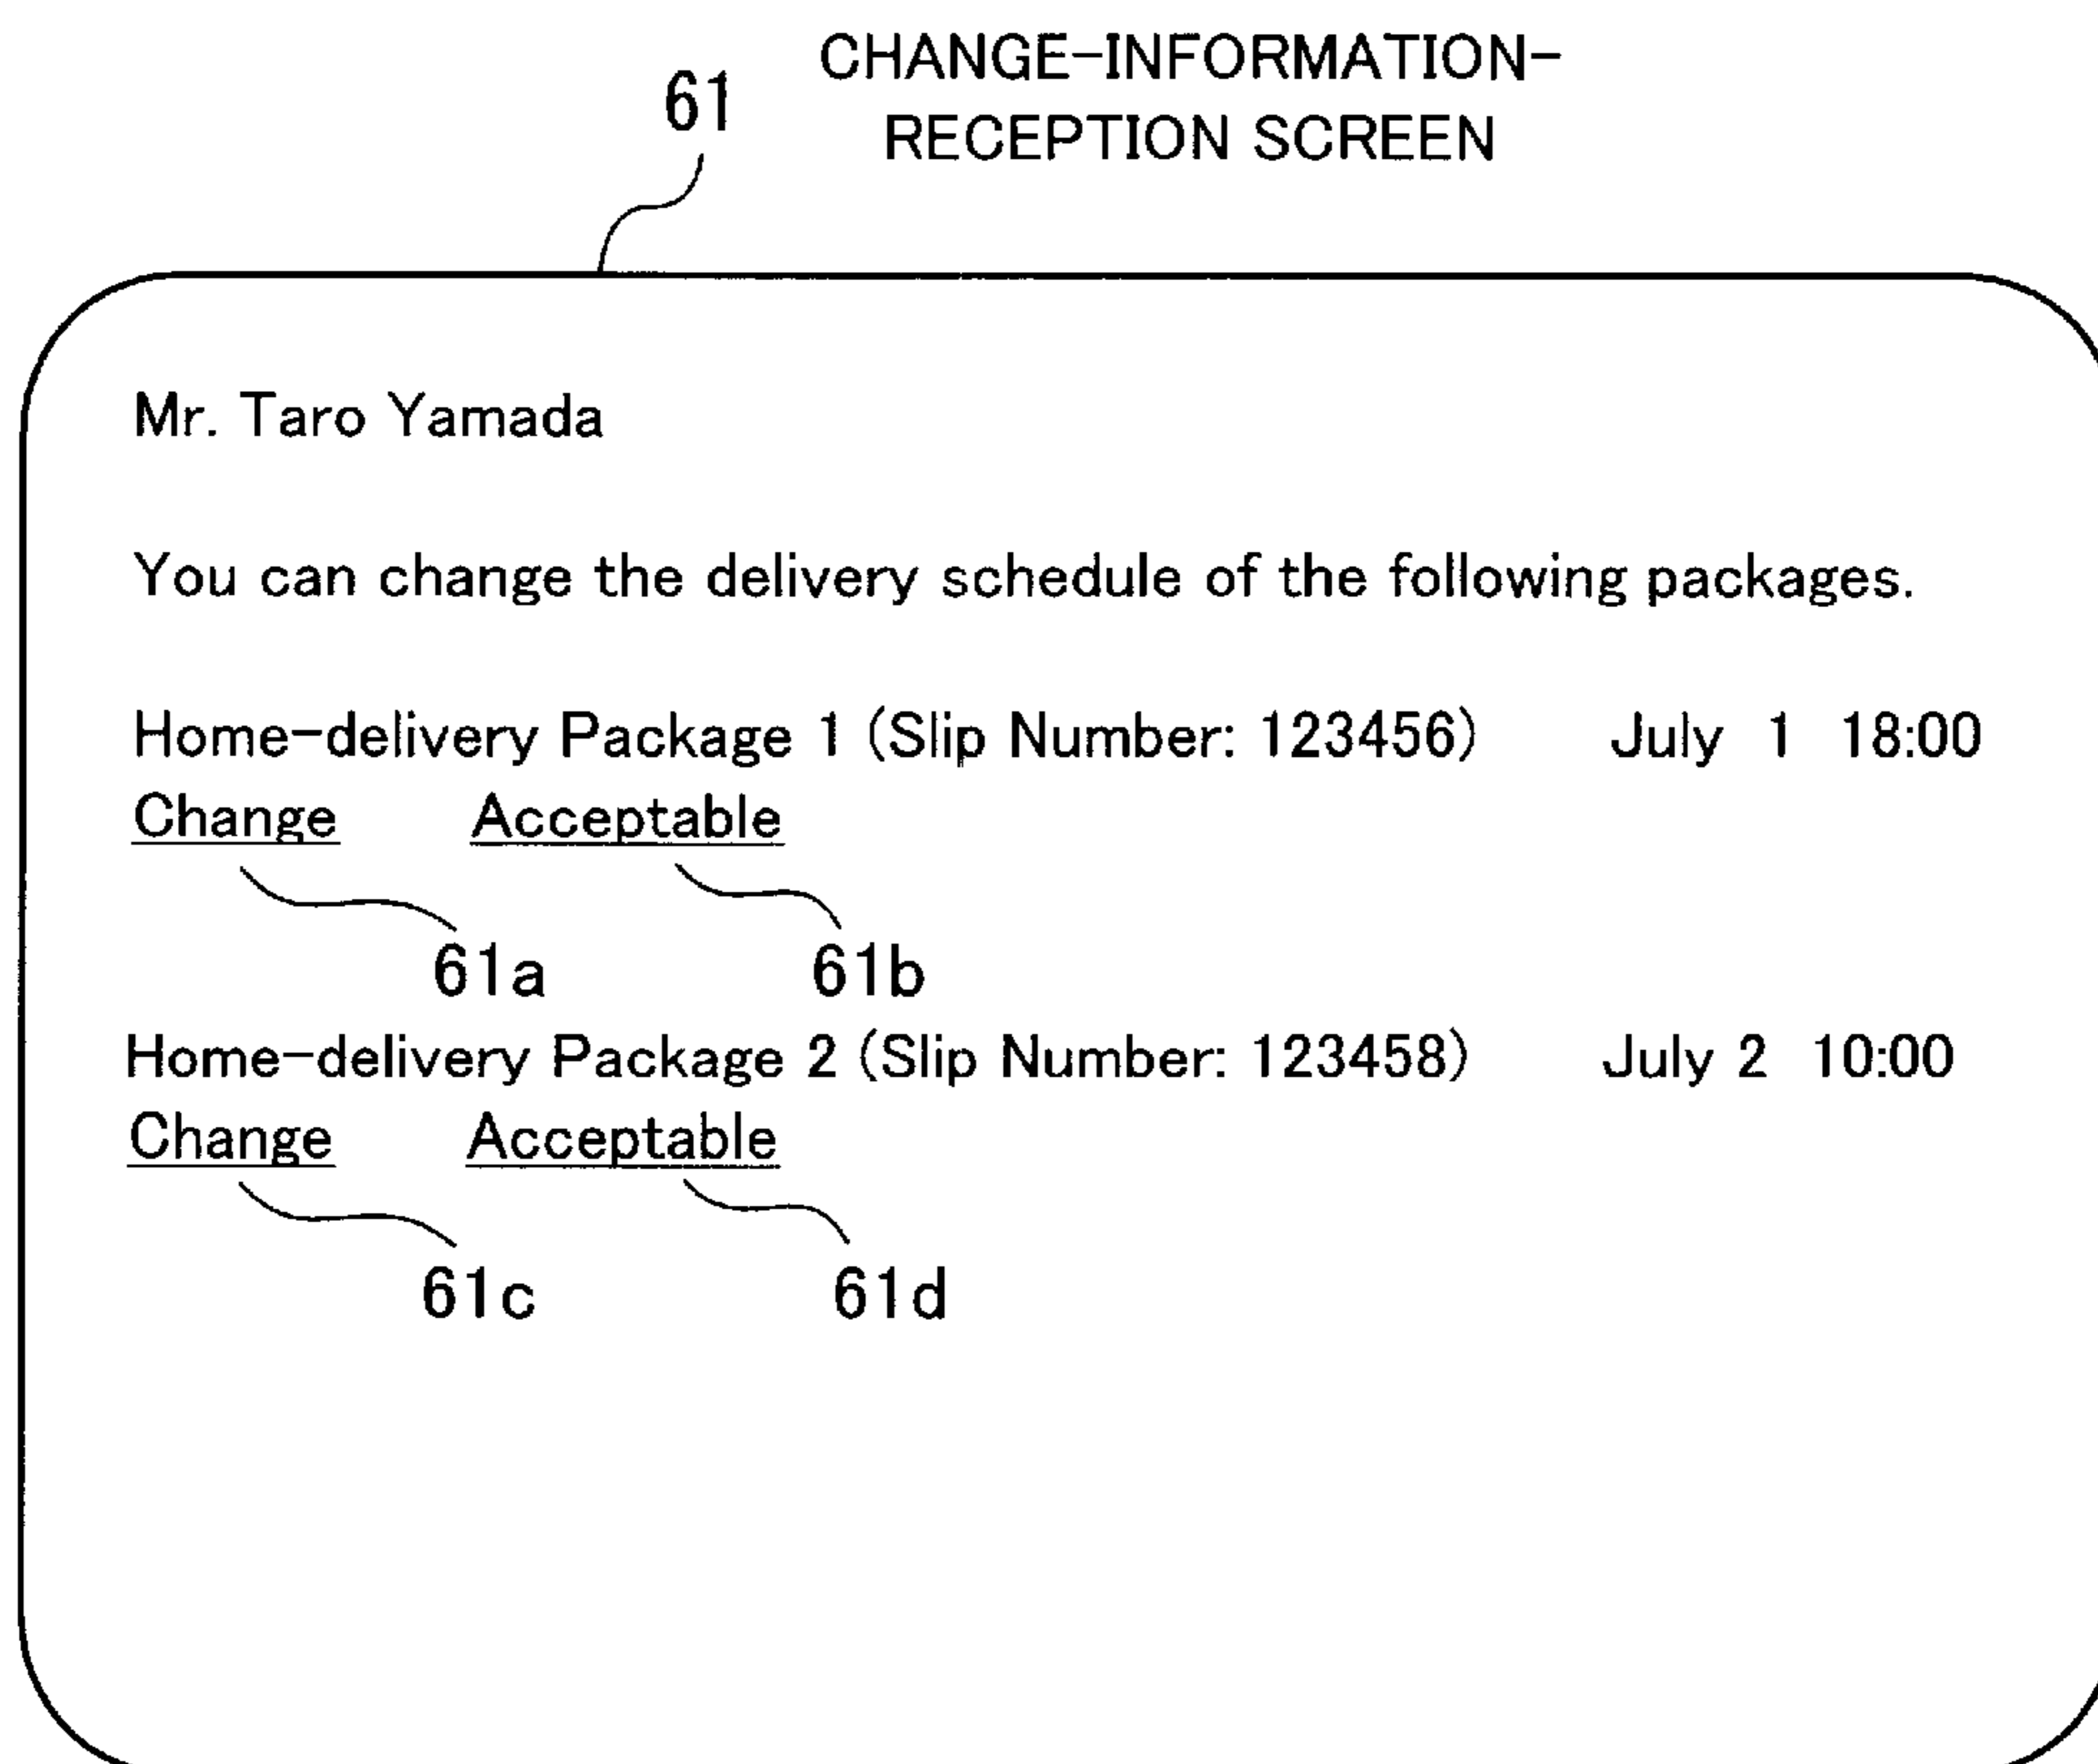 CHANGE-INFORMATION-
RECEPTION SCREEN
61
Mr. Taro Yamada
You can change the delivery schedule of the following packages.
Home-delivery Package 1 (Slip Number: 123456) July 1 18:00
Change Acceptable
61a 61b
Home-delivery Package 2 (Slip Number: 123458) July 2 10:00
Change Acceptable
61c 61d